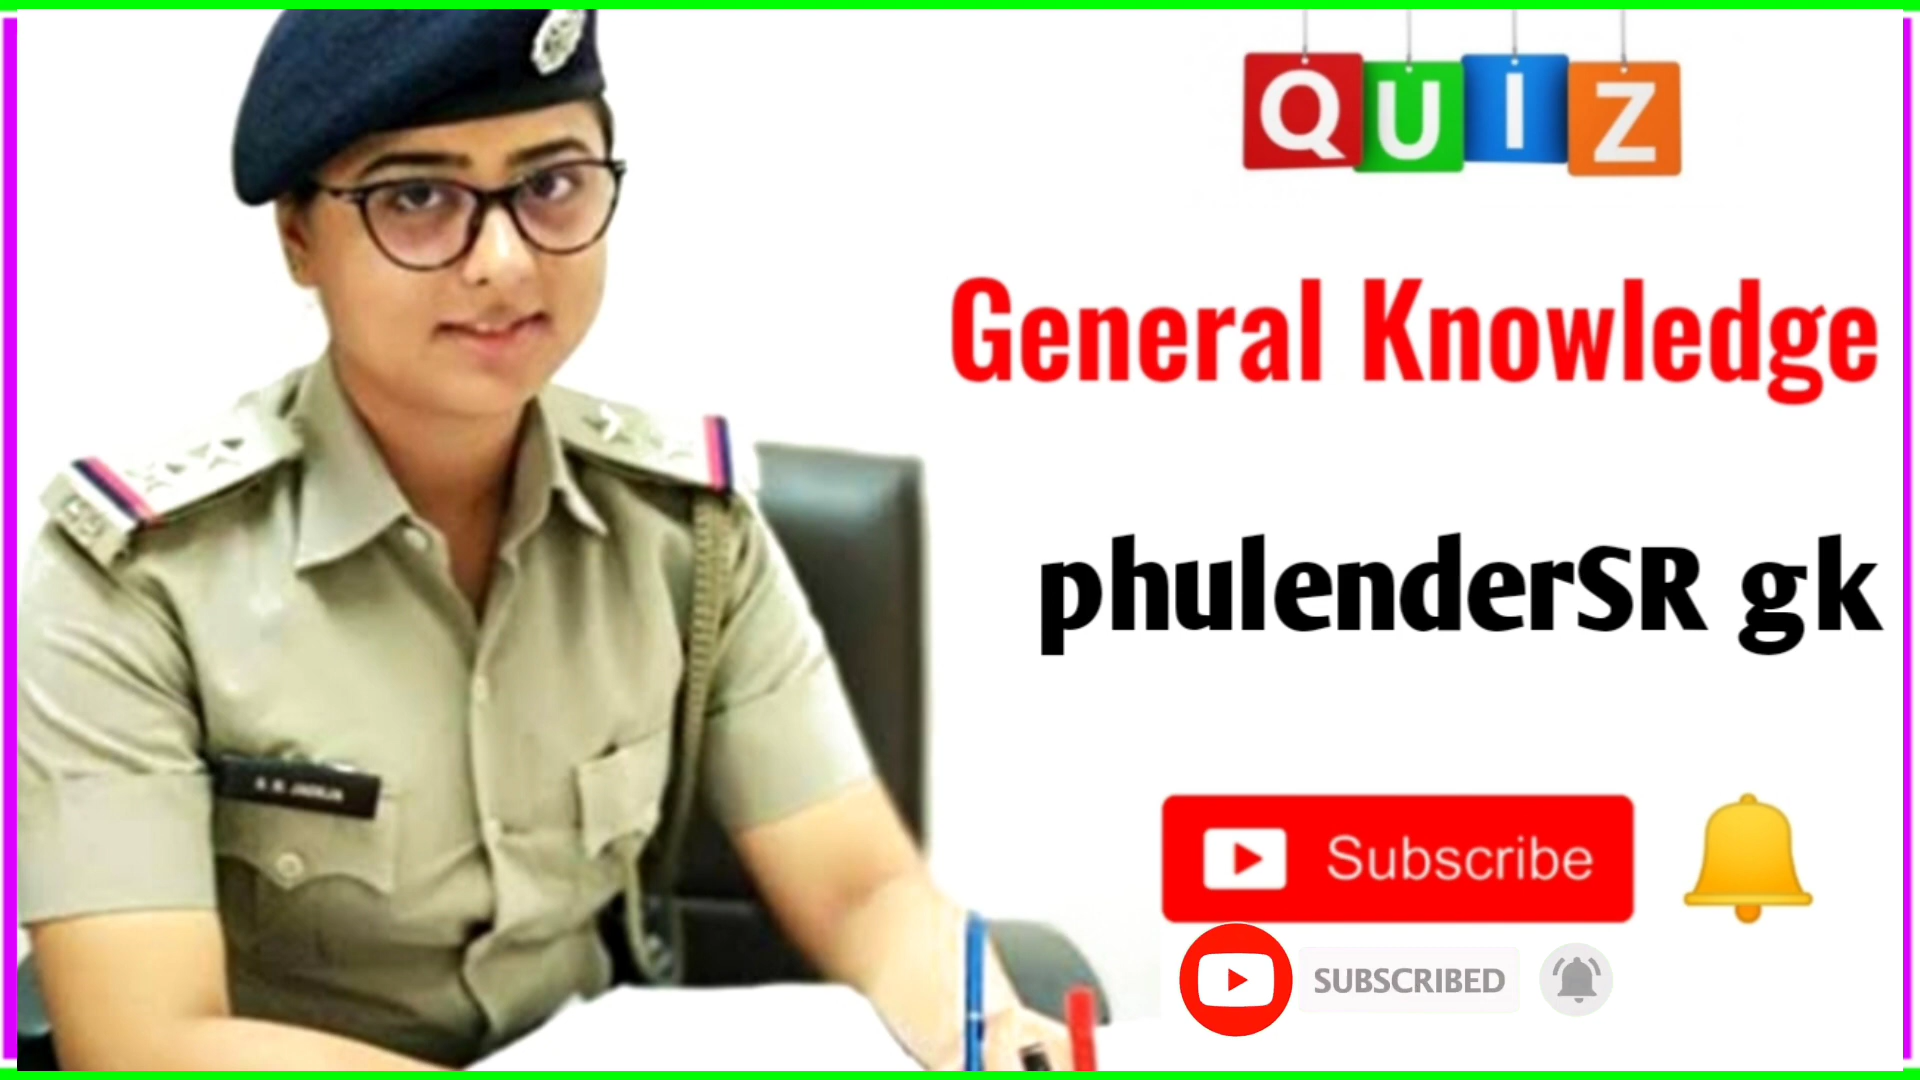 QUIZ
General Knowledge
phulenderSR gk
Subscribe
SUBSCRIBED